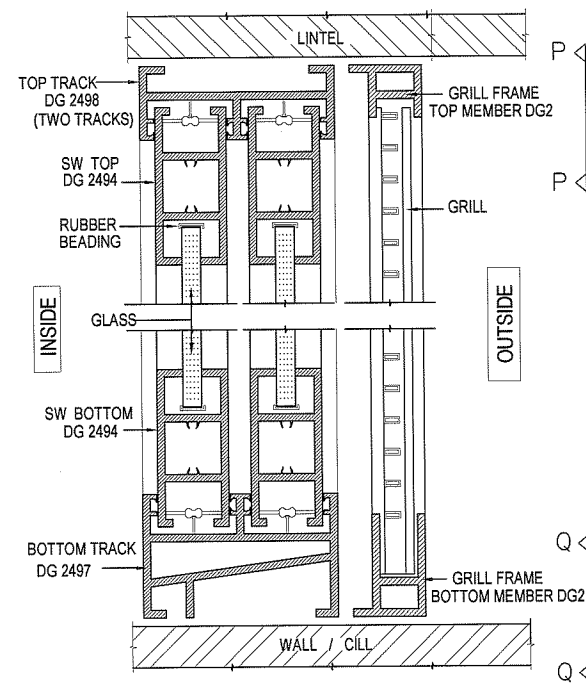 LINTEL
P
TOP TRACK
DG 2498
(TWO TRACKS)
GRILL FRAME
TOP MEMBER DG2
SW TOP
DG 2494
P
GRILL
RUBBER
BEADING
INSIDE
OUTSIDE
GLASS
SW BOTTOM
DG 2494
BOTTOM TRACK
DG 2497
Q
GRILL FRAME
BOTTOM MEMBER DG2
WALL / CILL
Q